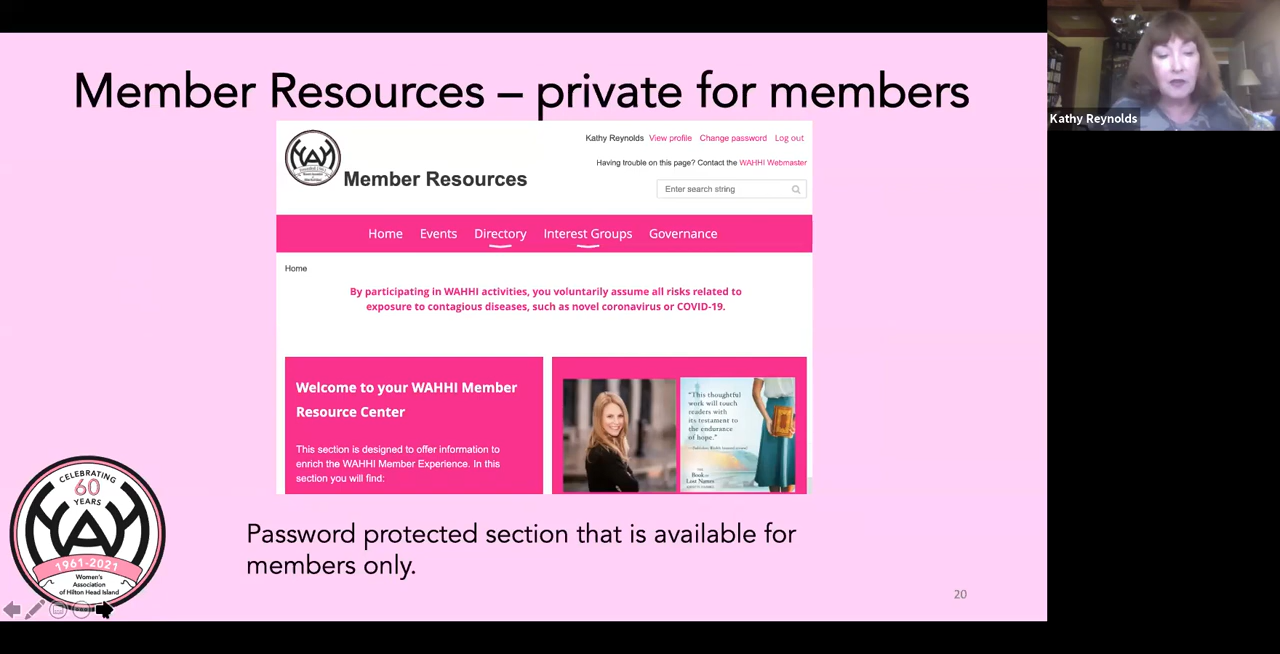 Member Resources – private for members
Kathy Reynolds
Kathy Reynolds View profile Change password Log out
Having trouble on this page? Contact the WAHHI Webmaster
Member Resources
Enter search string
Home Events Directory Interest Groups Governance
Home
By participating in WAHHI activities, you voluntarily assume all risks related to
exposure to contagious diseases, such as novel coronavirus or COVID-19.
Welcome to your WAHHI Member
Resource Center
This section is designed to offer information to
enrich the WAHHI Member Experience. In this
section you will find:
"This thoughtful
work will touch
readers with
its testament to
the endurance
of hope."
THE
Book of
Lost Names
CELEBRATING
60
YEARS
WAHHI
1961-2021
Women's
Association
of Hilton Head Island
Password protected section that is available for
members only.
20